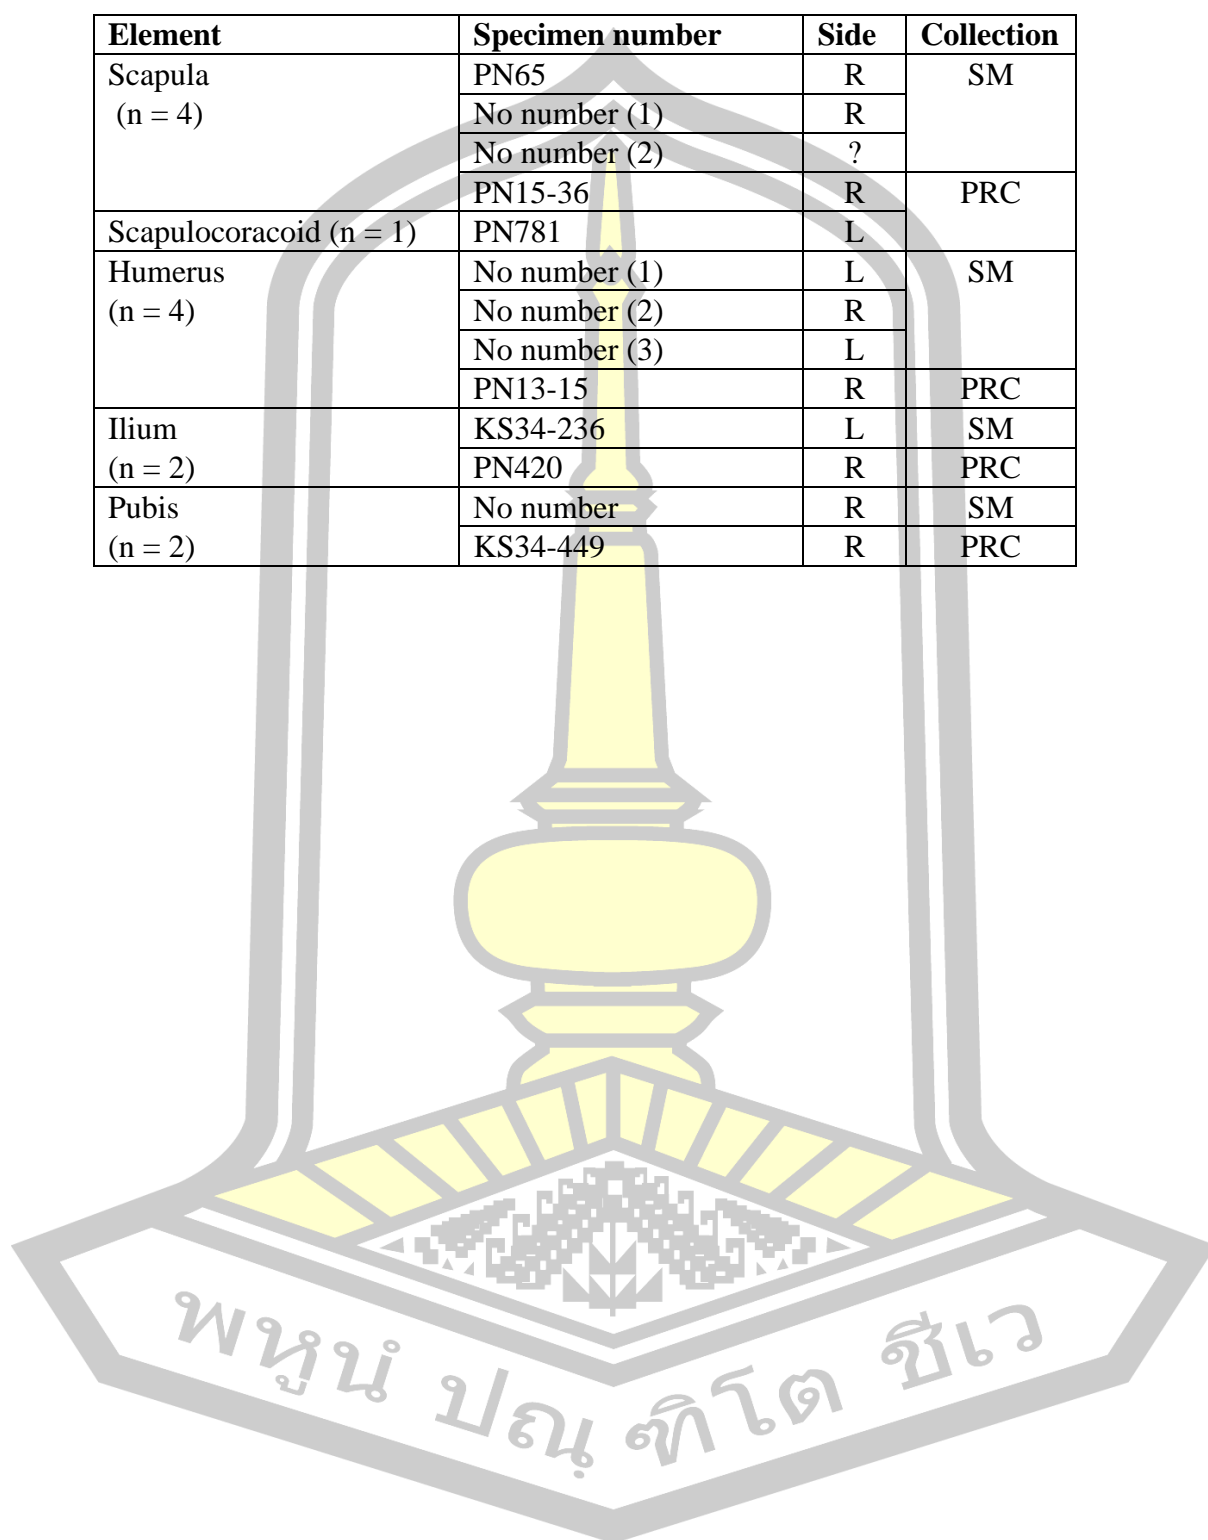 Element Specimen number Side Collection
Scapula PN65 R SM
(n = 4) No number (1) R
No number (2) ?
PN15-36 R PRC
Scapulocoracoid (n = 1) PN781 L
Humerus No number (1) L SM
(n = 4) No number (2) R
No number (3) L
PN13-15 R PRC
Ilium KS34-236 L SM
(n = 2) PN420 R PRC
Pubis No number R SM
(n = 2) KS34-449 R PRC
พหูนํ ปณฺฑิโต ชีเว